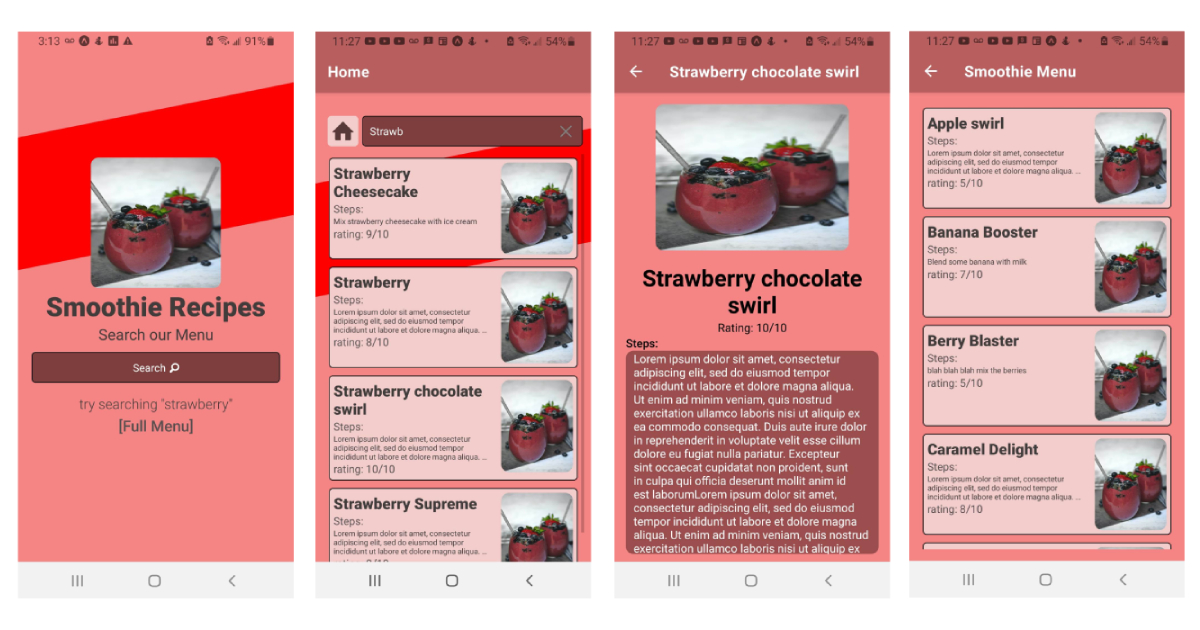 3:13
91%
Smoothie Recipes
Search our Menu
Search
try searching "strawberry"
[Full Menu]
11:27
54%
Home
Strawb
Strawberry
Cheesecake
Steps:
Mix strawberry cheesecake with ice cream
rating: 9/10
Strawberry
Steps:
Lorem ipsum dolor sit amet, consectetur
adipiscing elit, sed do eiusmod tempor
incididunt ut labore et dolore magna aliqua. ...
rating: 8/10
Strawberry chocolate
swirl
Steps:
Lorem ipsum dolor sit amet, consectetur
adipiscing elit, sed do eiusmod tempor
incididunt ut labore et dolore magna aliqua. ...
rating: 10/10
Strawberry Supreme
Steps:
Lorem ipsum dolor sit amet, consectetur
adipiscing elit, sed do eiusmod tempor
incididunt ut labore et dolore magna aliqua. ...
11:27
54%
Strawberry chocolate swirl
Strawberry chocolate
swirl
Rating: 10/10
Steps:
Lorem ipsum dolor sit amet, consectetur
adipiscing elit, sed do eiusmod tempor
incididunt ut labore et dolore magna aliqua.
Ut enim ad minim veniam, quis nostrud
exercitation ullamco laboris nisi ut aliquip ex
ea commodo consequat. Duis aute irure dolor
in reprehenderit in voluptate velit esse cillum
dolore eu fugiat nulla pariatur. Excepteur
sint occaecat cupidatat non proident, sunt
in culpa qui officia deserunt mollit anim id
est laborumLorem ipsum dolor sit amet,
consectetur adipiscing elit, sed do eiusmod
tempor incididunt ut labore et dolore magna
aliqua. Ut enim ad minim veniam, quis nostrud
exercitation ullamco laboris nisi ut aliquip ex
11:27
54%
Smoothie Menu
Apple swirl
Steps:
Lorem ipsum dolor sit amet, consectetur
adipiscing elit, sed do eiusmod tempor
incididunt ut labore et dolore magna aliqua. ...
rating: 5/10
Banana Booster
Steps:
Blend some banana with milk
rating: 7/10
Berry Blaster
Steps:
blah blah blah mix the berries
rating: 5/10
Caramel Delight
Steps:
Lorem ipsum dolor sit amet, consectetur
adipiscing elit, sed do eiusmod tempor
incididunt ut labore et dolore magna aliqua. ...
rating: 8/10